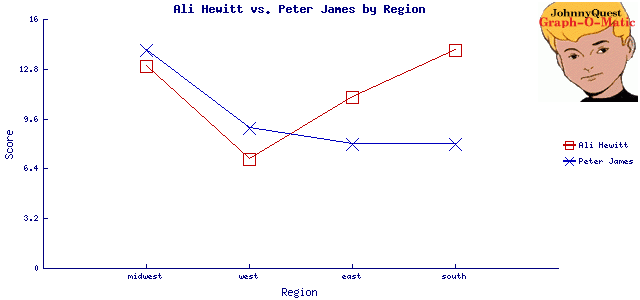 Ali Hewitt vs. Peter James by Region
JohnnyQuest
Graph-O-Matic
16
12.8
9.6
6.4
3.2
0
Score
midwest west east south
Region
Ali Hewitt
Peter James